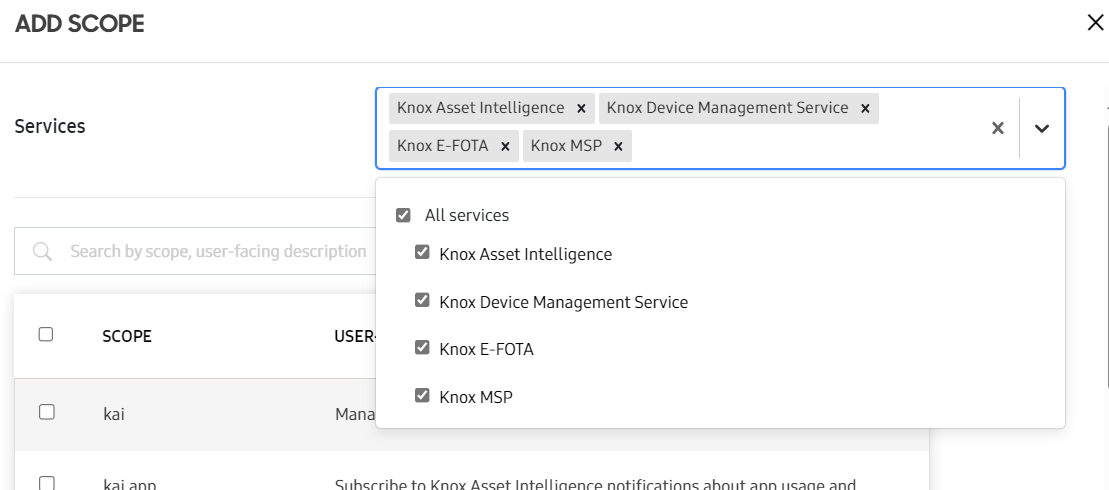 ADD SCOPE
Services
Knox Asset Intelligence
Knox Device Management Service
Knox E-FOTA
Knox MSP
All services
Knox Asset Intelligence
Knox Device Management Service
Knox E-FOTA
Knox MSP
Search by scope, user-facing description
SCOPE
USER-
kai
Mana
kai.app
Subscribe to Knox Asset Intelligence notifications about app usage and